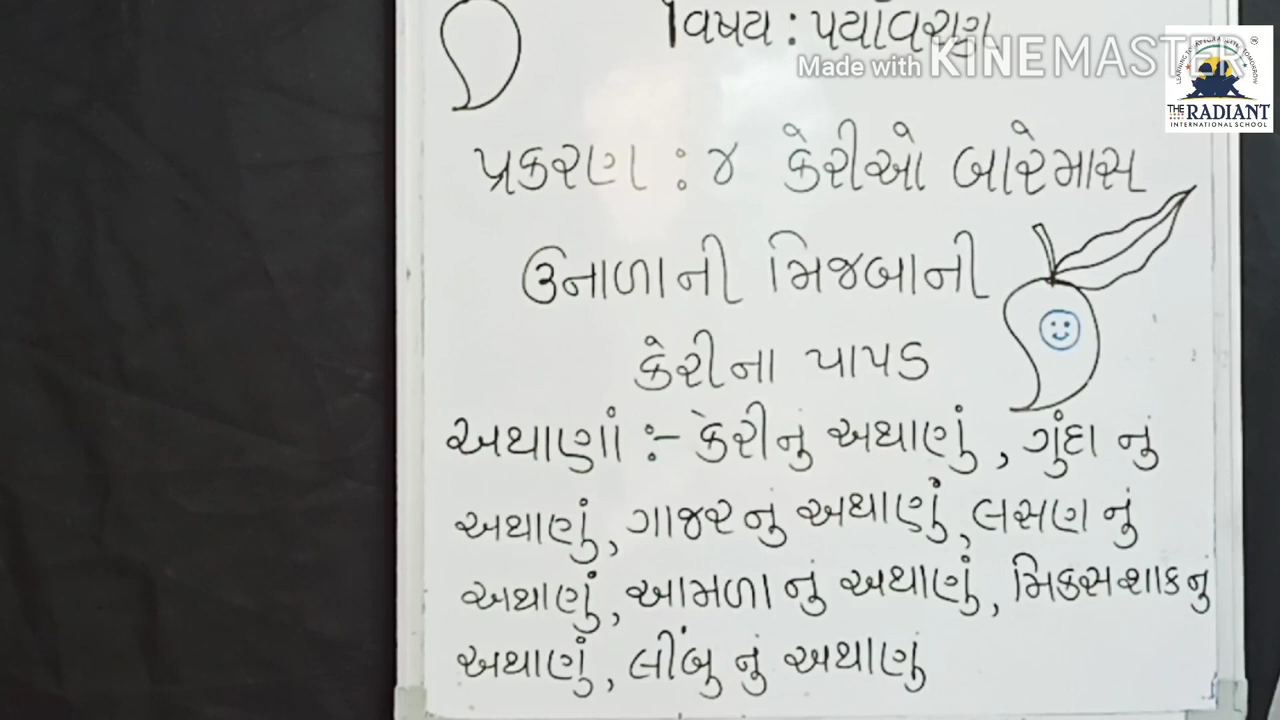 વિષય : પર્યાવરણ
Made with KINEMASTER
THE RADIANT
INTERNATIONAL SCHOOL
પ્રકરણ : ૪ કેરીઓ બારેમાસ
ઉનાળાની મિજબાની
કેરીના પાપડ
અથાણાં :- કેરીનું અથાણું, ગુંદા નું
અથાણું, ગાજર નું અથાણું, લસણ નું
અથાણું, આમળા નું અથાણું, મિકસ શાક નું
અથાણું, લીંબુ નું અથાણું